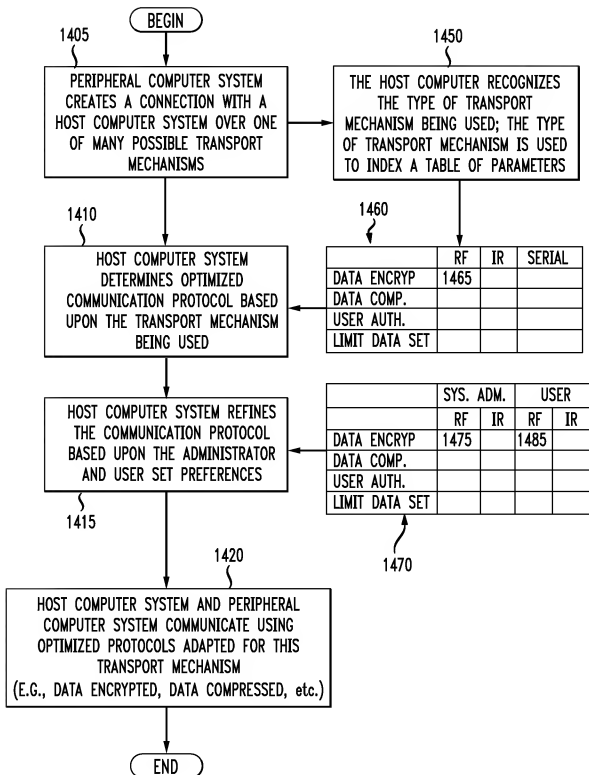 BEGIN
1405
PERIPHERAL COMPUTER SYSTEM
CREATES A CONNECTION WITH A
HOST COMPUTER SYSTEM OVER ONE
OF MANY POSSIBLE TRANSPORT
MECHANISMS
1450
THE HOST COMPUTER RECOGNIZES
THE TYPE OF TRANSPORT
MECHANISM BEING USED; THE TYPE
OF TRANSPORT MECHANISM IS USED
TO INDEX A TABLE OF PARAMETERS
1410
HOST COMPUTER SYSTEM
DETERMINES OPTIMIZED
COMMUNICATION PROTOCOL BASED
UPON THE TRANSPORT MECHANISM
BEING USED
1460
RF IR SERIAL
DATA ENCRYP 1465
DATA COMP.
USER AUTH.
LIMIT DATA SET
HOST COMPUTER SYSTEM REFINES
THE COMMUNICATION PROTOCOL
BASED UPON THE ADMINISTRATOR
AND USER SET PREFERENCES
1415
SYS. ADM. USER
RF IR RF IR
DATA ENCRYP 1475 1485
DATA COMP.
USER AUTH.
LIMIT DATA SET
1470
1420
HOST COMPUTER SYSTEM AND PERIPHERAL
COMPUTER SYSTEM COMMUNICATE USING
OPTIMIZED PROTOCOLS ADAPTED FOR THIS
TRANSPORT MECHANISM
(E.G., DATA ENCRYPTED, DATA COMPRESSED, etc.)
END